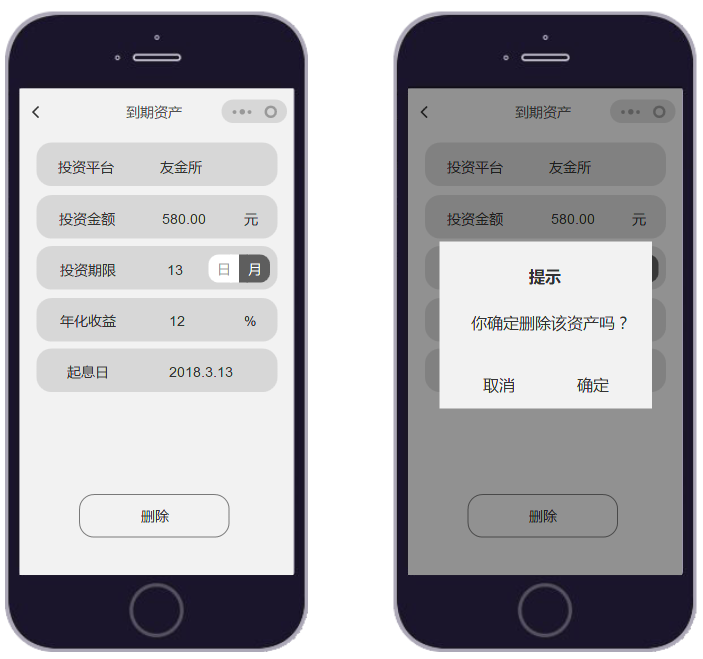 到期资产
投资平台 友金所
投资金额 580.00 元
投资期限 13 日 月
年化收益 12 %
起息日 2018.3.13
删除
到期资产
投资平台 友金所
投资金额 580.00 元
提示
你确定删除该资产吗？
取消 确定
删除